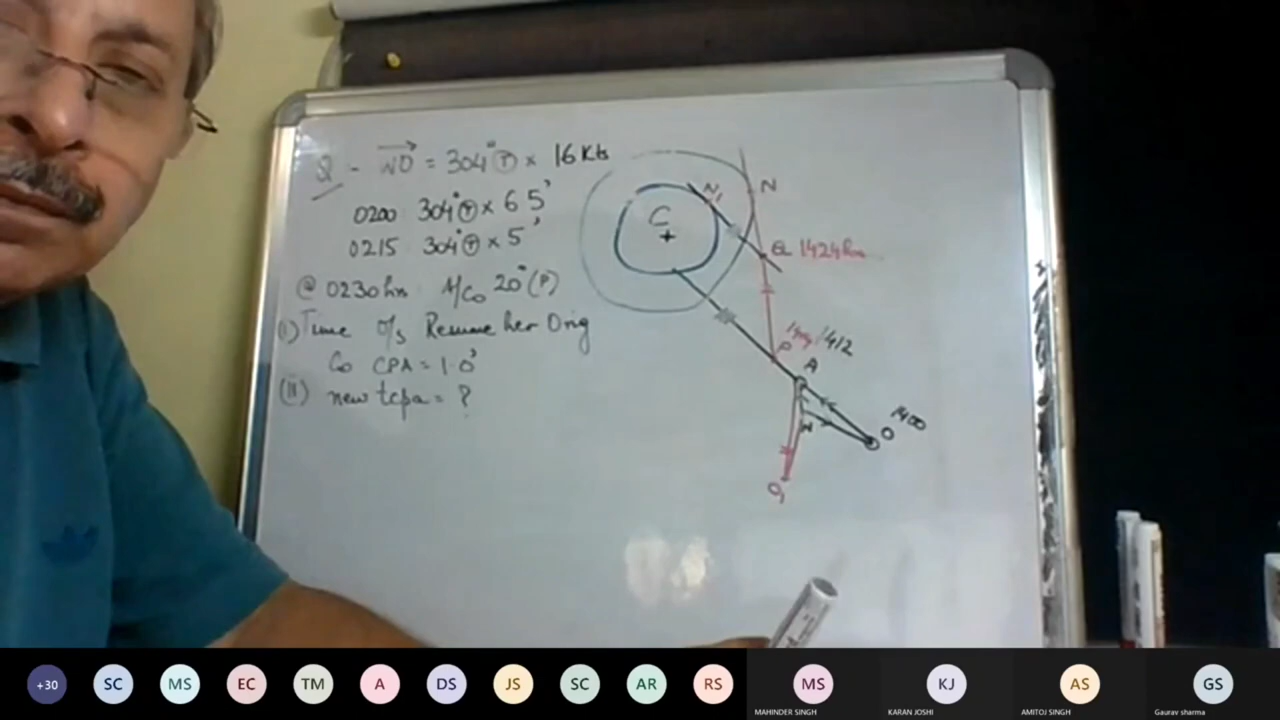 Q:- WO = 304° (T) × 16 Kts
0200 304° (T) × 6 5'
0215 304° (T) × 5'
@ 0230 hrs A/Co 20° (P)
(i) Time O/s Resume her Orig
Co CPA = 1.0'
(ii) new tcpa = ?
N
N₁
C
Q 1424 hrs
P
/1412
A
O 1400
W
O₁
+30
SC
MS
EC
TM
A
DS
JS
SC
AR
RS
MS
MAHINDER SINGH
KJ
KARAN JOSHI
AS
AMITOJ SINGH
GS
Gaurav sharma